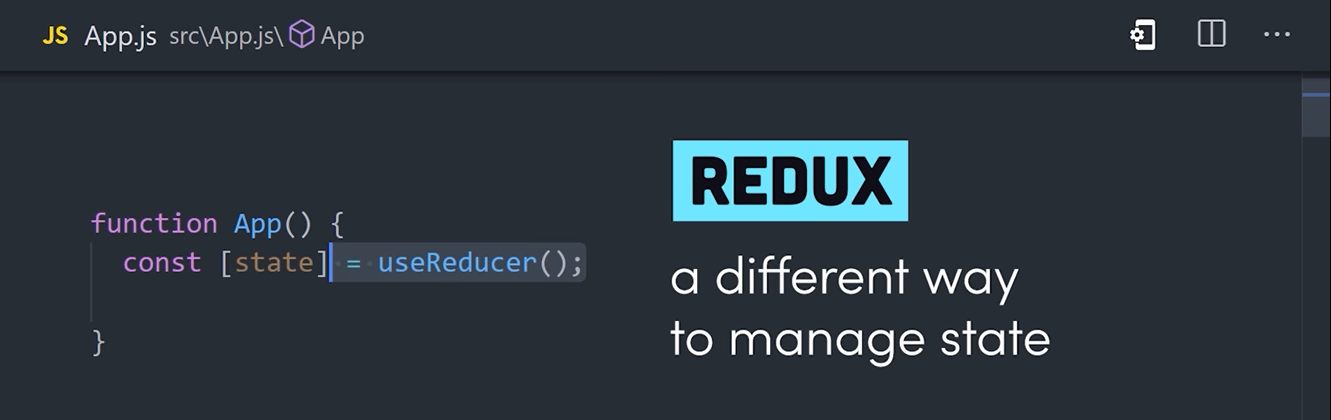 JS App.js src\App.js\ App
REDUX
function App() {
const [state] = useReducer();
}
a different way
to manage state